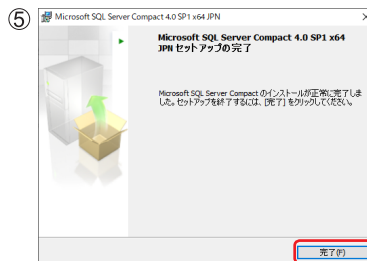 ⑤
Microsoft SQL Server Compact 4.0 SP1 x64 JPN
Microsoft SQL Server Compact 4.0 SP1 x64
JPN セットアップの完了
Microsoft SQL Server Compact のインストールが正常に完了しま
した。セットアップを終了するには、[完了] をクリックしてください。
完了(F)